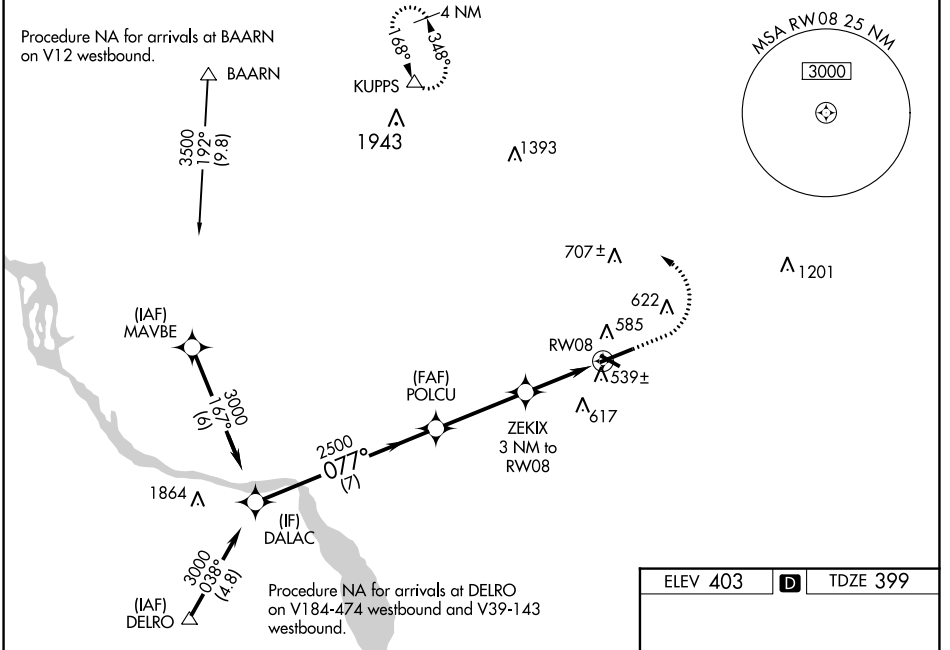 Procedure NA for arrivals at BAARN
on V12 westbound.
BAARN
3500
192°
(9.8)
4 NM
168°
348°
KUPPS
1943
1393
MSA RW08 25 NM
3000
707±
1201
622
585
RW08
539±
617
(IAF)
MAVBE
3000
167°
(6)
(FAF)
POLCU
ZEKIX
3 NM to
RW08
2500
077°
(7)
1864
(IF)
DALAC
3000
038°
(4.8)
(IAF)
DELRO
Procedure NA for arrivals at DELRO
on V184-474 westbound and V39-143
westbound.
ELEV 403 D TDZE 399